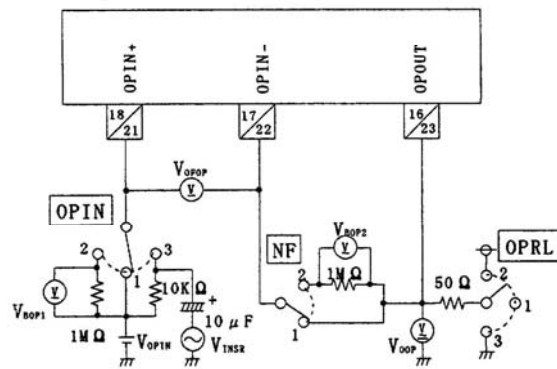 OPIN+
OPIN-
OPOUT
18
21
17
22
16
23
VOFOP
V
OPIN
2
3
1
VBOP1
V
1MΩ
10KΩ
+
10μF
VOPIN
VINSR
NF
VBOP2
V
1MΩ
2
1
50Ω
OPRL
2
1
3
V
VOOP